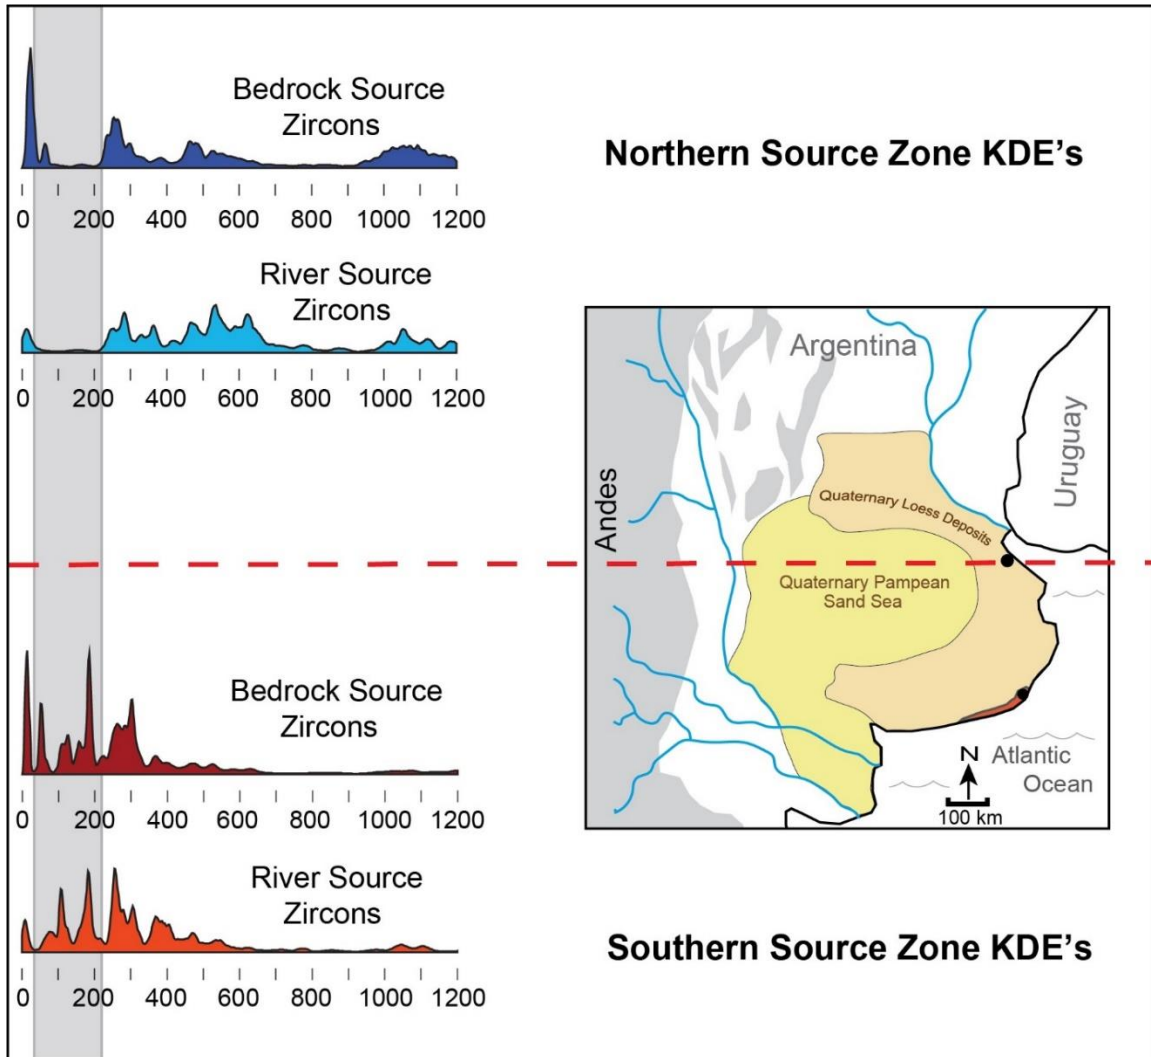 Bedrock Source
Zircons
Northern Source Zone KDE's
0 200 400 600 800 1000 1200
River Source
Zircons
0 200 400 600 800 1000 1200
Argentina
Uruguay
Andes
Quaternary Loess Deposits
Quaternary Pampean
Sand Sea
Bedrock Source
Zircons
N
Atlantic
Ocean
100 km
0 200 400 600 800 1000 1200
River Source
Zircons
Southern Source Zone KDE's
0 200 400 600 800 1000 1200